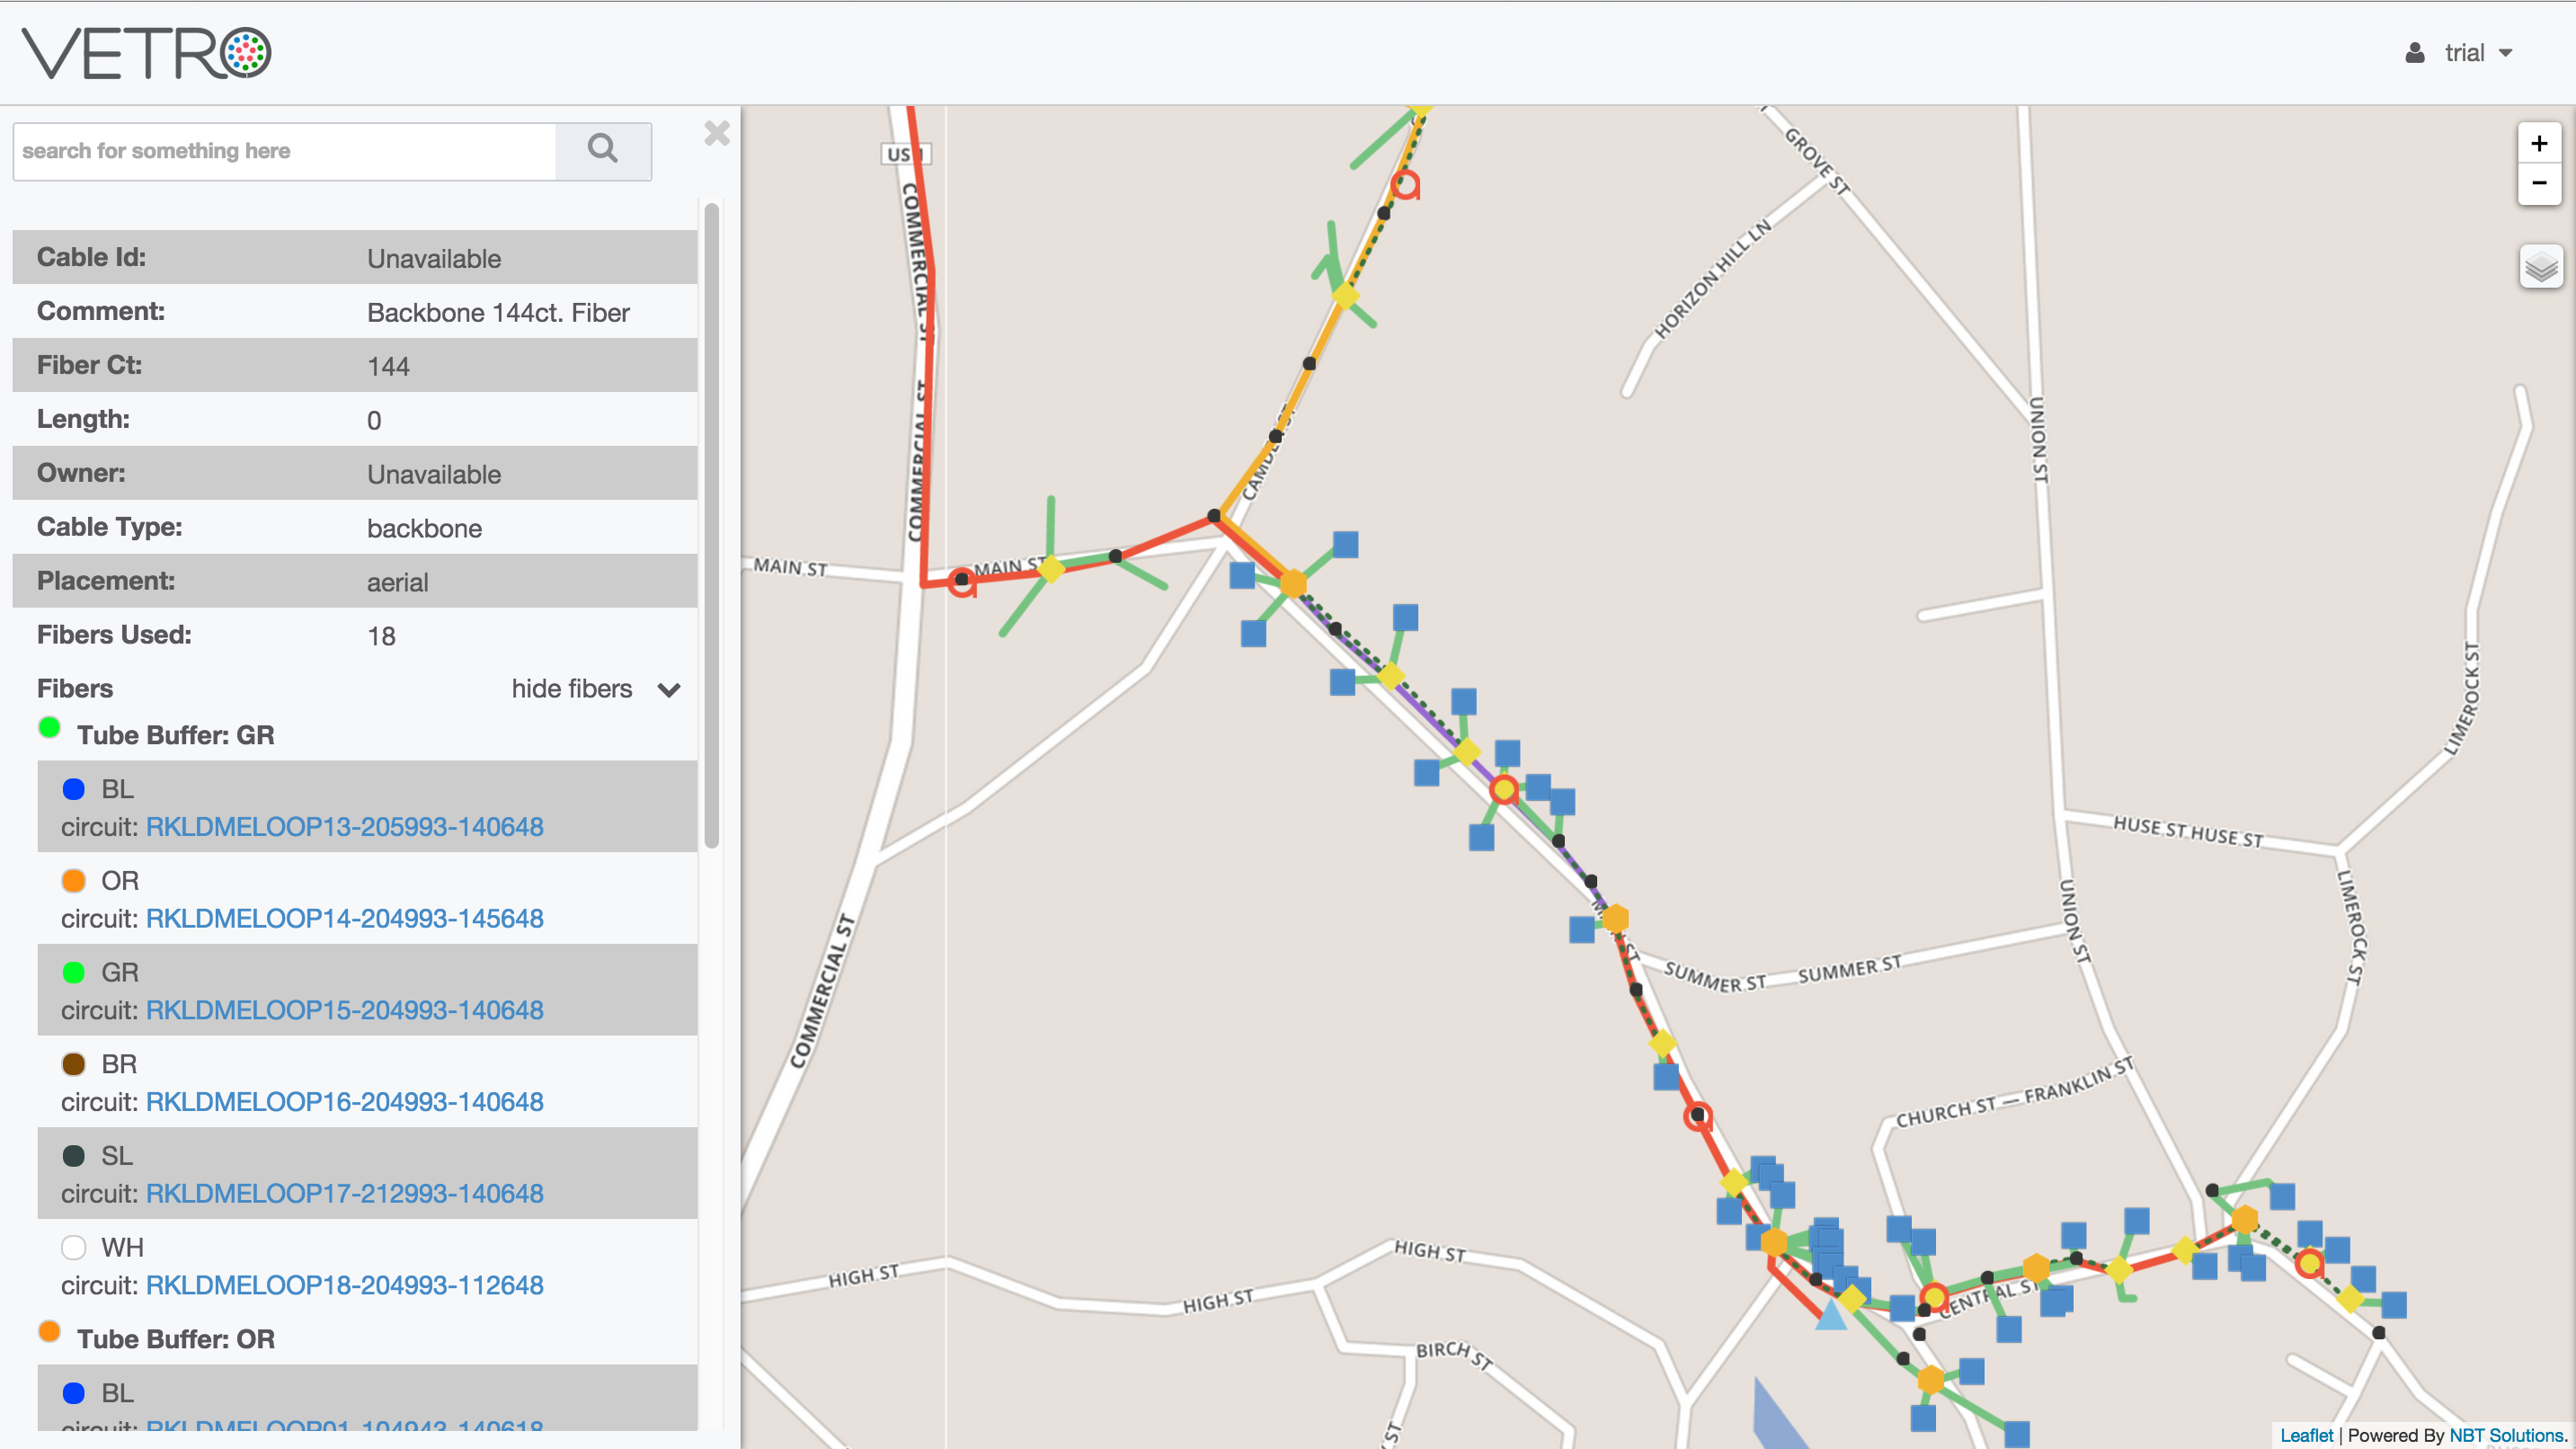 VETRO
trial
search for something here
Cable Id: Unavailable
Comment: Backbone 144ct. Fiber
Fiber Ct: 144
Length: 0
Owner: Unavailable
Cable Type: backbone
Placement: aerial
Fibers Used: 18
Fibers hide fibers
Tube Buffer: GR
BL
circuit: RKLDMELOOP13-205993-140648
OR
circuit: RKLDMELOOP14-204993-145648
GR
circuit: RKLDMELOOP15-204993-140648
BR
circuit: RKLDMELOOP16-204993-140648
SL
circuit: RKLDMELOOP17-212993-140648
WH
circuit: RKLDMELOOP18-204993-112648
Tube Buffer: OR
BL
circuit:
+
−
US 1
COMMERCIAL ST
COMMERCIAL ST
COMMERCIAL ST
MAIN ST
MAIN ST
GROVE ST
HORIZON HILL LN
UNION ST
LIMEROCK ST
HUSE ST HUSE ST
UNION ST
LIMEROCK ST
SUMMER ST
SUMMER ST
CHURCH ST — FRANKLIN ST
CENTRAL ST
HIGH ST
HIGH ST
HIGH ST
BIRCH ST
ST
Leaflet | Powered By NBT Solutions.